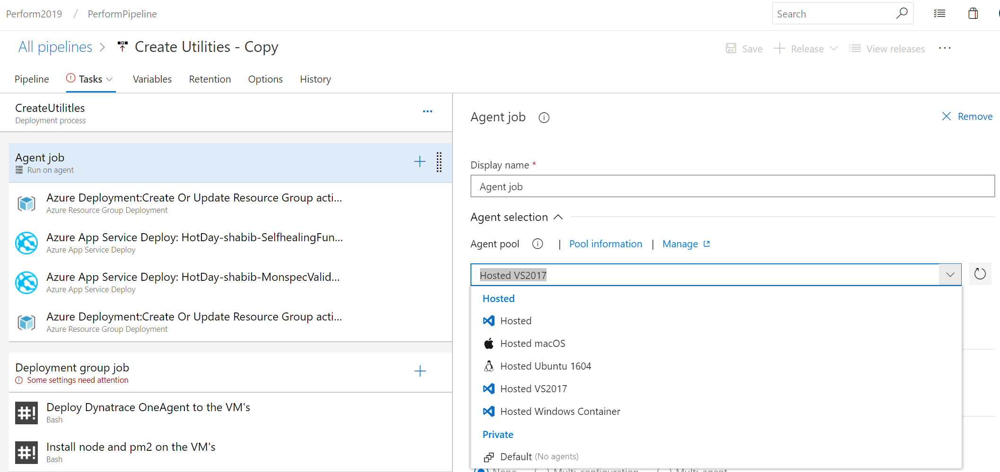 Perform2019 / PerformPipeline
Search
All pipelines > Create Utilities - Copy
Save Release View releases ...
Pipeline Tasks Variables Retention Options History
CreateUtilitles
Deployment process
Agent job
Run on agent
Azure Deployment:Create Or Update Resource Group acti...
Azure Resource Group Deployment
Azure App Service Deploy: HotDay-shabib-SelfhealingFun...
Azure App Service Deploy
Azure App Service Deploy: HotDay-shabib-MonspecValid...
Azure App Service Deploy
Azure Deployment:Create Or Update Resource Group acti...
Azure Resource Group Deployment
Deployment group job
Some settings need attention
#! Deploy Dynatrace OneAgent to the VM's
Bash
#! Install node and pm2 on the VM's
Bash
Agent job
Remove
Display name *
Agent job
Agent selection
Agent pool | Pool information | Manage
Hosted VS2017
Hosted
Hosted
Hosted macOS
Hosted Ubuntu 1604
Hosted VS2017
Hosted Windows Container
Private
Default (No agents)
None Multi-configuration Multi-agent